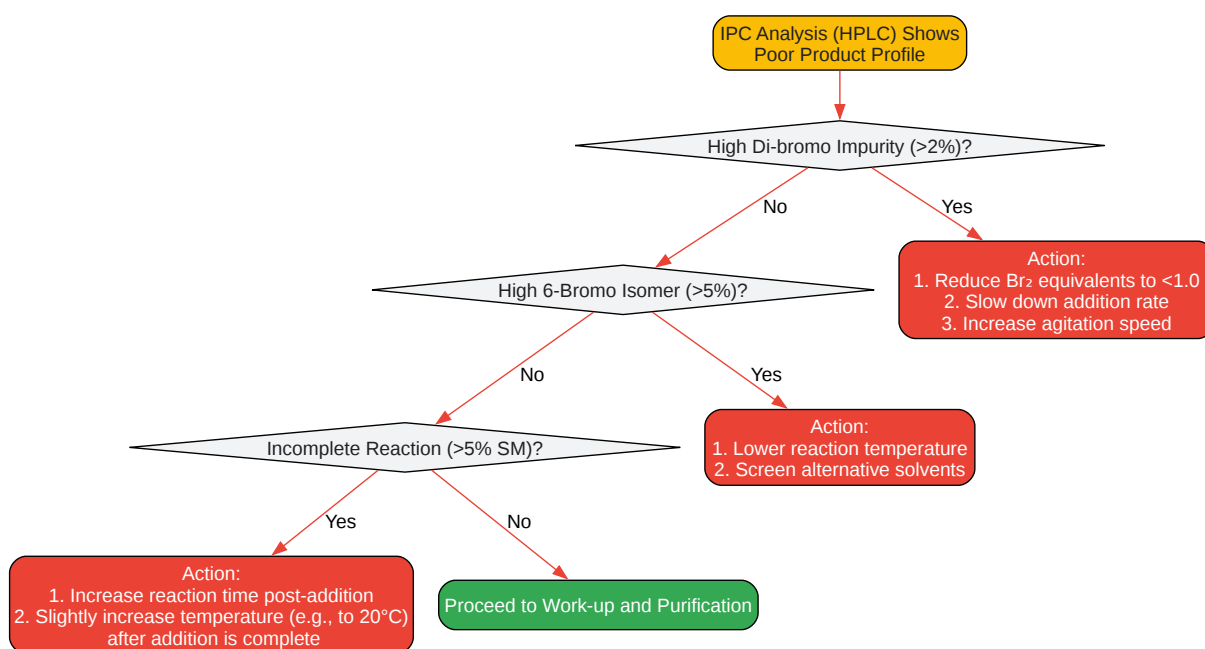 IPC Analysis (HPLC) Shows
Poor Product Profile
High Di-bromo Impurity (>2%)?
No
Yes
High 6-Bromo Isomer (>5%)?
Action:
1. Reduce Br₂ equivalents to <1.0
2. Slow down addition rate
3. Increase agitation speed
No
Yes
Incomplete Reaction (>5% SM)?
Action:
1. Lower reaction temperature
2. Screen alternative solvents
Yes
No
Action:
1. Increase reaction time post-addition
2. Slightly increase temperature (e.g., to 20°C)
after addition is complete
Proceed to Work-up and Purification